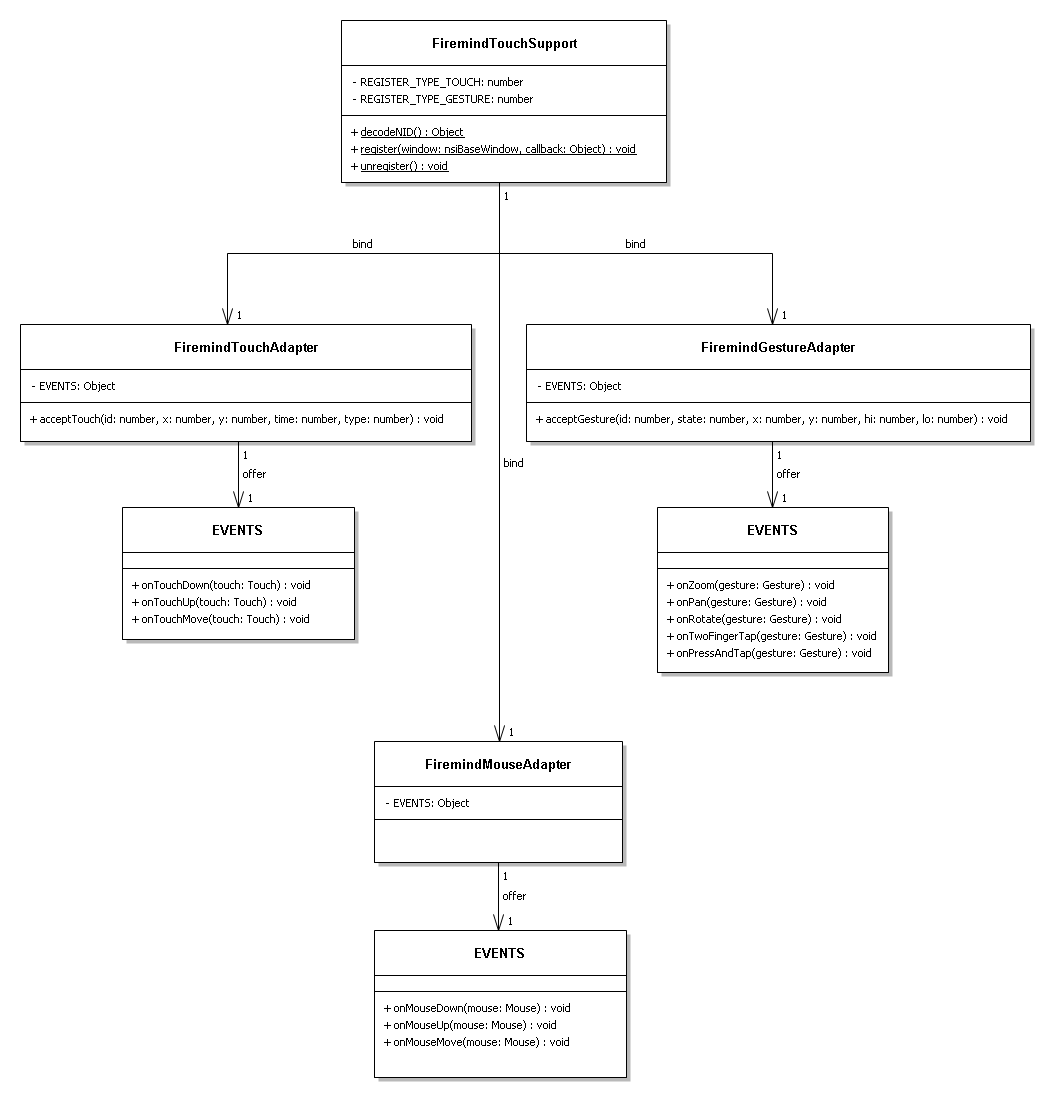 FiremindTouchSupport
- REGISTER_TYPE_TOUCH: number
- REGISTER_TYPE_GESTURE: number
+ decodeNID() : Object
+ register(window: nsiBaseWindow, callback: Object) : void
+ unregister() : void
1
bind
bind
1
1
FiremindTouchAdapter
- EVENTS: Object
+ acceptTouch(id: number, x: number, y: number, time: number, type: number) : void
FiremindGestureAdapter
- EVENTS: Object
+ acceptGesture(id: number, state: number, x: number, y: number, hi: number, lo: number) : void
1
offer
1
bind
1
offer
1
EVENTS
+ onTouchDown(touch: Touch) : void
+ onTouchUp(touch: Touch) : void
+ onTouchMove(touch: Touch) : void
EVENTS
+ onZoom(gesture: Gesture) : void
+ onPan(gesture: Gesture) : void
+ onRotate(gesture: Gesture) : void
+ onTwoFingerTap(gesture: Gesture) : void
+ onPressAndTap(gesture: Gesture) : void
1
FiremindMouseAdapter
- EVENTS: Object
1
offer
1
EVENTS
+ onMouseDown(mouse: Mouse) : void
+ onMouseUp(mouse: Mouse) : void
+ onMouseMove(mouse: Mouse) : void